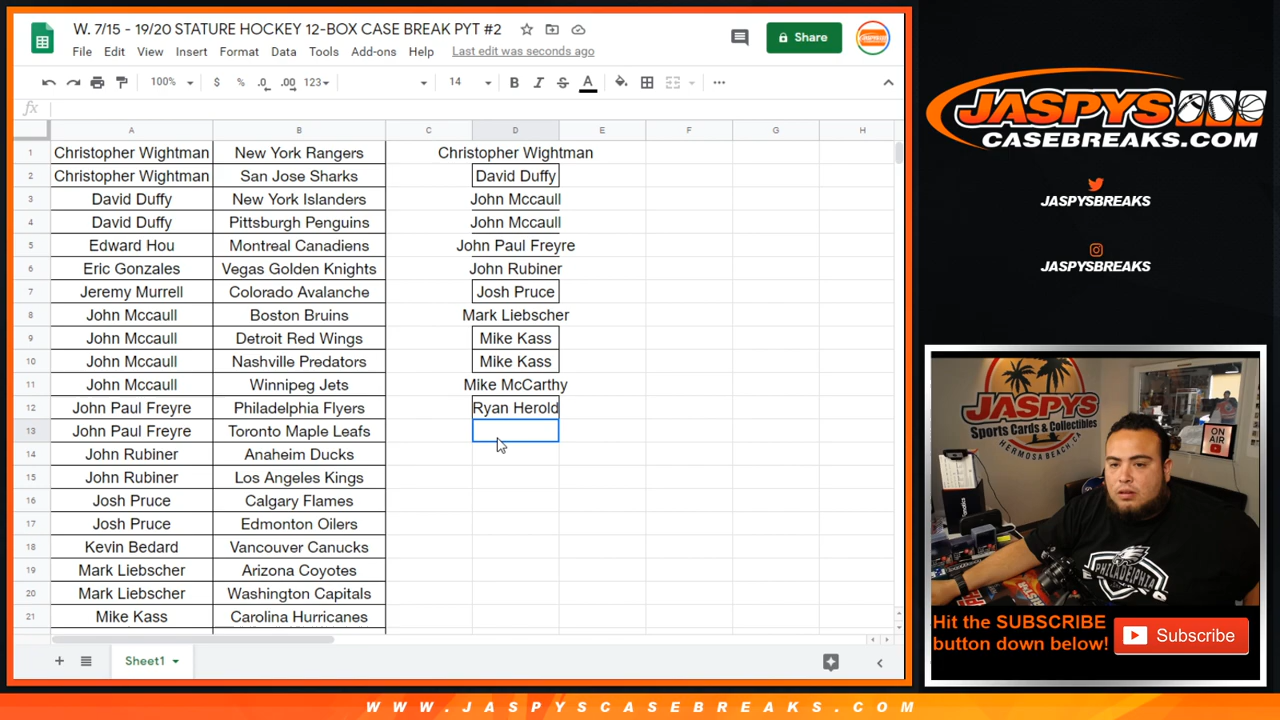 W. 7/15 - 19/20 STATURE HOCKEY 12-BOX CASE BREAK PYT #2
File Edit View Insert Format Data Tools Add-ons Help Last edit was seconds ago
Share
100% $ % .0 .00 123 14 B I S A
fx
A B C D E F G H
1 Christopher Wightman New York Rangers Christopher Wightman
2 Christopher Wightman San Jose Sharks David Duffy
3 David Duffy New York Islanders John Mccaull
4 David Duffy Pittsburgh Penguins John Mccaull
5 Edward Hou Montreal Canadiens John Paul Freyre
6 Eric Gonzales Vegas Golden Knights John Rubiner
7 Jeremy Murrell Colorado Avalanche Josh Pruce
8 John Mccaull Boston Bruins Mark Liebscher
9 John Mccaull Detroit Red Wings Mike Kass
10 John Mccaull Nashville Predators Mike Kass
11 John Mccaull Winnipeg Jets Mike McCarthy
12 John Paul Freyre Philadelphia Flyers Ryan Herold
13 John Paul Freyre Toronto Maple Leafs
14 John Rubiner Anaheim Ducks
15 John Rubiner Los Angeles Kings
16 Josh Pruce Calgary Flames
17 Josh Pruce Edmonton Oilers
18 Kevin Bedard Vancouver Canucks
19 Mark Liebscher Arizona Coyotes
20 Mark Liebscher Washington Capitals
21 Mike Kass Carolina Hurricanes
Sheet1
JASPYS
CASEBREAKS.COM
JASPYSBREAKS
JASPYSBREAKS
JASPYS
Sports Cards & Collectibles
HERMOSA BEACH, CA
ON AIR
PHILADELPHIA
Hit the SUBSCRIBE
button down below!
Subscribe
WWW.JASPYSCASEBREAKS.COM